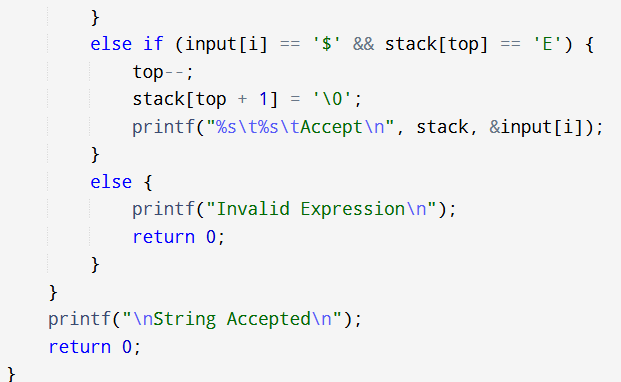 }
        else if (input[i] == '$' && stack[top] == 'E') {
            top--;
            stack[top + 1] = '\0';
            printf("%s\t%s\tAccept\n", stack, &input[i]);
        }
        else {
            printf("Invalid Expression\n");
            return 0;
        }
    }
    printf("\nString Accepted\n");
    return 0;
}